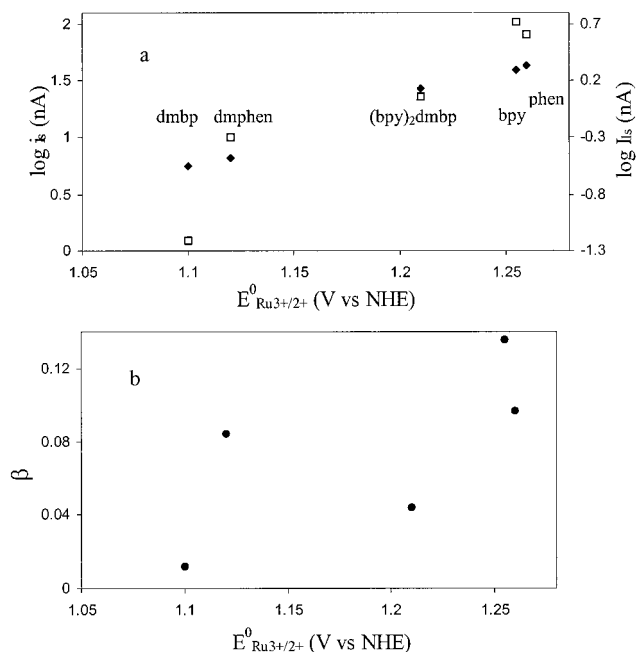 a
2
1.5
1
0.5
0
log is (nA)
0.7
0.2
-0.3
-0.8
-1.3
log Ils (nA)
dmbp dmphen (bpy)2dmbp bpy phen
1.05 1.1 1.15 1.2 1.25
E0Ru3+/2+ (V vs NHE)
b
0.12
0.08
0.04
0
β
1.05 1.1 1.15 1.2 1.25
E0Ru3+/2+ (V vs NHE)